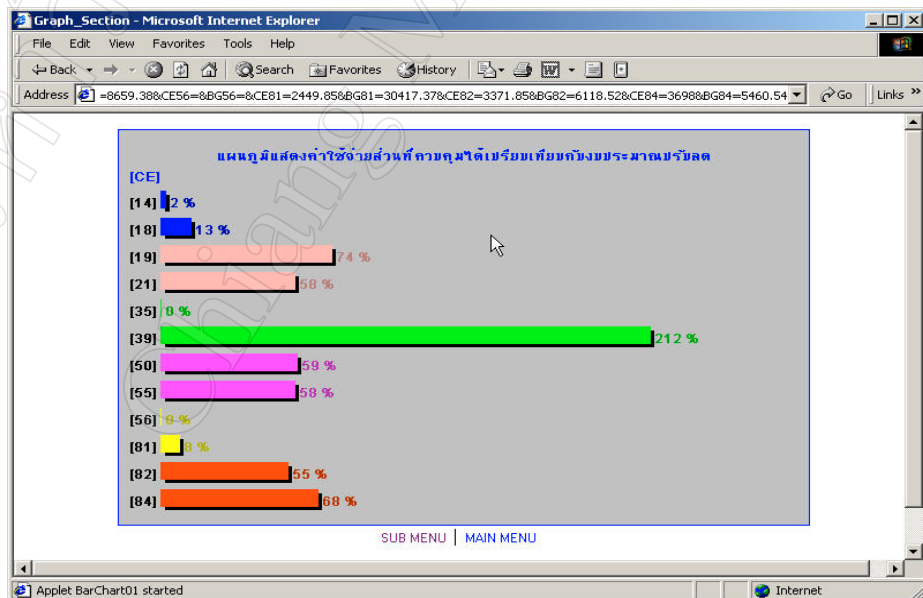 Graph_Section - Microsoft Internet Explorer
File Edit View Favorites Tools Help
Back Search Favorites History
Address =8659.38&CE56=&BG56=&CE81=2449.85&BG81=30417.37&CE82=3371.85&BG82=6118.52&CE84=3698&BG84=5460.54 Go Links »
แผนภูมิแสดงค่าใช้จ่ายส่วนที่ควบคุมได้เปรียบเทียบกับงบประมาณปรับลด
[CE]
[14] 2 %
[18] 13 %
[19] 74 %
[21] 58 %
[35] 0 %
[39] 212 %
[50] 59 %
[55] 58 %
[56] 0 %
[81] 8 %
[82] 55 %
[84] 68 %
SUB MENU | MAIN MENU
Applet BarChart01 started Internet